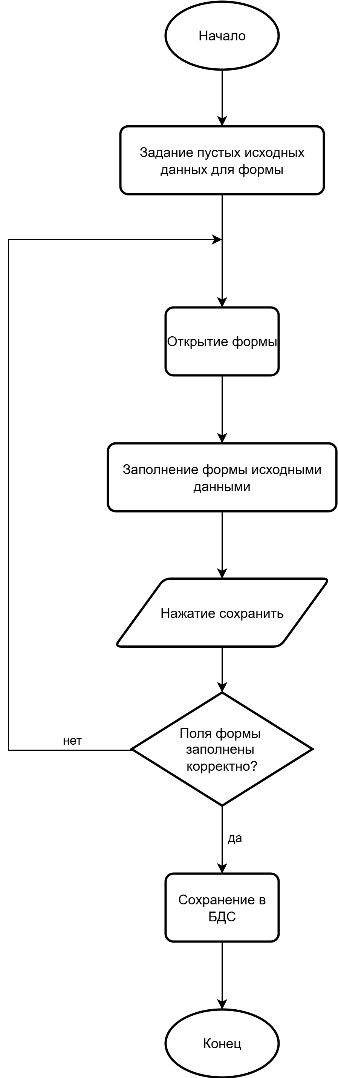 Начало
Задание пустых исходных
данных для формы
Открытие формы
Заполнение формы исходными
данными
Нажатие сохранить
Поля формы
заполнены
корректно?
нет
да
Сохранение в
БДС
Конец